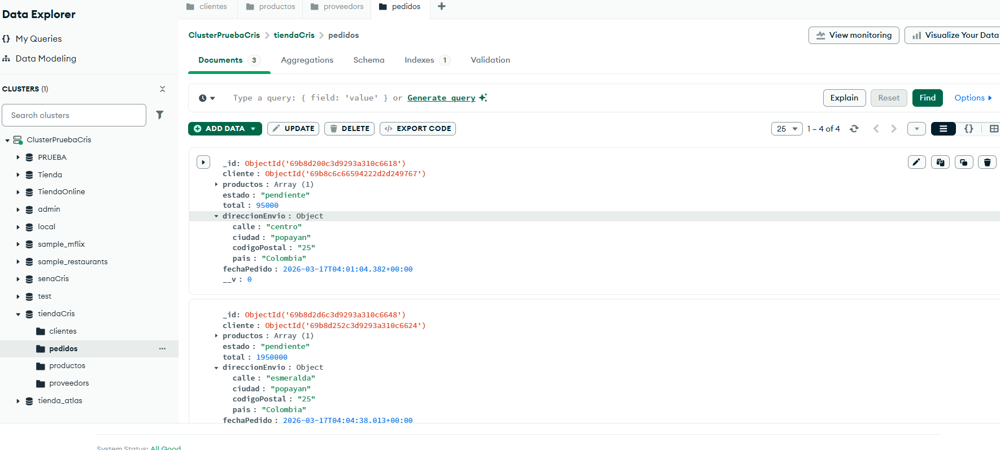 Data Explorer
My Queries
Data Modeling
CLUSTERS (1)
Search clusters
ClusterPruebaCris
PRUEBA
Tienda
TiendaOnline
admin
local
sample_mflix
sample_restaurants
senaCris
test
tiendaCris
clientes
pedidos
productos
proveedors
tienda_atlas
clientes productos proveedors pedidos +
ClusterPruebaCris > tiendaCris > pedidos
View monitoring Visualize Your Data
Documents 3 Aggregations Schema Indexes 1 Validation
Type a query: { field: 'value' } or Generate query
Explain Reset Find Options
ADD DATA UPDATE DELETE EXPORT CODE
25 1 – 4 of 4 {}
_id: ObjectId('69b8d200c3d9293a310c6618')
cliente : ObjectId('69b8c6c66594222d2d249767')
productos : Array (1)
estado : "pendiente"
total : 95000
direccionEnvio : Object
calle : "centro"
ciudad : "popayan"
codigoPostal : "25"
pais : "Colombia"
fechaPedido : 2026-03-17T04:01:04.382+00:00
__v : 0
_id: ObjectId('69b8d2d6c3d9293a310c6648')
cliente : ObjectId('69b8d252c3d9293a310c6624')
productos : Array (1)
estado : "pendiente"
total : 1950000
direccionEnvio : Object
calle : "esmeralda"
ciudad : "popayan"
codigoPostal : "25"
pais : "Colombia"
fechaPedido : 2026-03-17T04:04:38.013+00:00
System Status: All Good